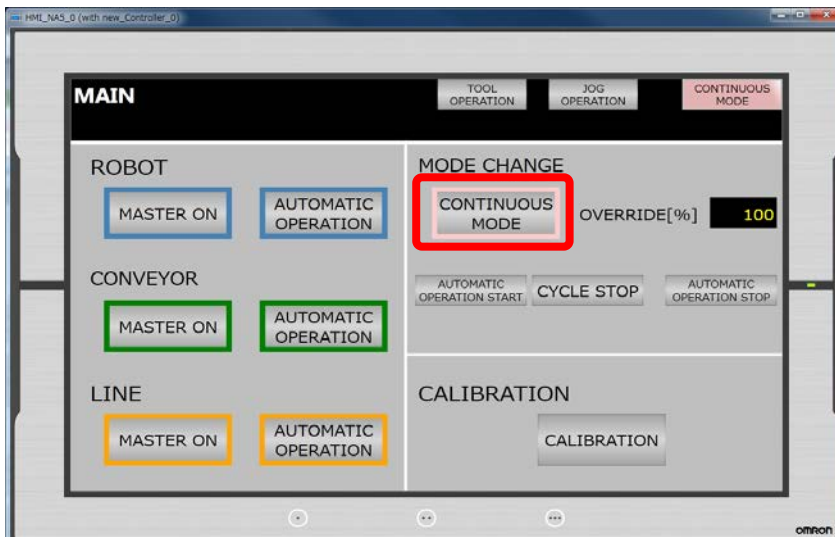 HMI_NA5_0 (with new_Controller_0)
MAIN
TOOL
OPERATION
JOG
OPERATION
CONTINUOUS
MODE
ROBOT
MASTER ON
AUTOMATIC
OPERATION
CONVEYOR
MASTER ON
AUTOMATIC
OPERATION
LINE
MASTER ON
AUTOMATIC
OPERATION
MODE CHANGE
CONTINUOUS
MODE
OVERRIDE[%]
100
AUTOMATIC
OPERATION START
CYCLE STOP
AUTOMATIC
OPERATION STOP
CALIBRATION
CALIBRATION
OMRON